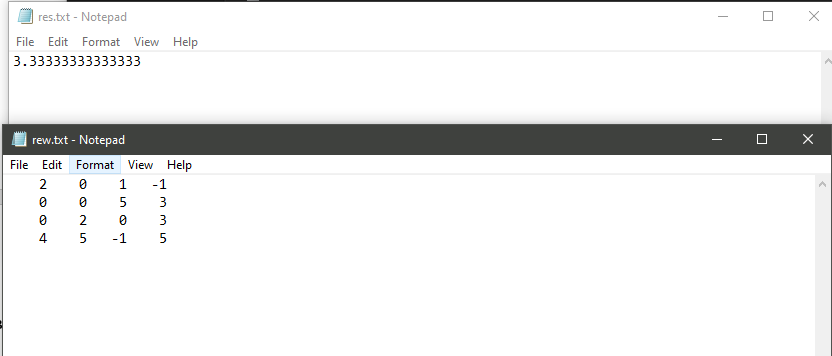 res.txt - Notepad
File Edit Format View Help
3.33333333333333
rew.txt - Notepad
File Edit Format View Help
2 0 1 -1
0 0 5 3
0 2 0 3
4 5 -1 5